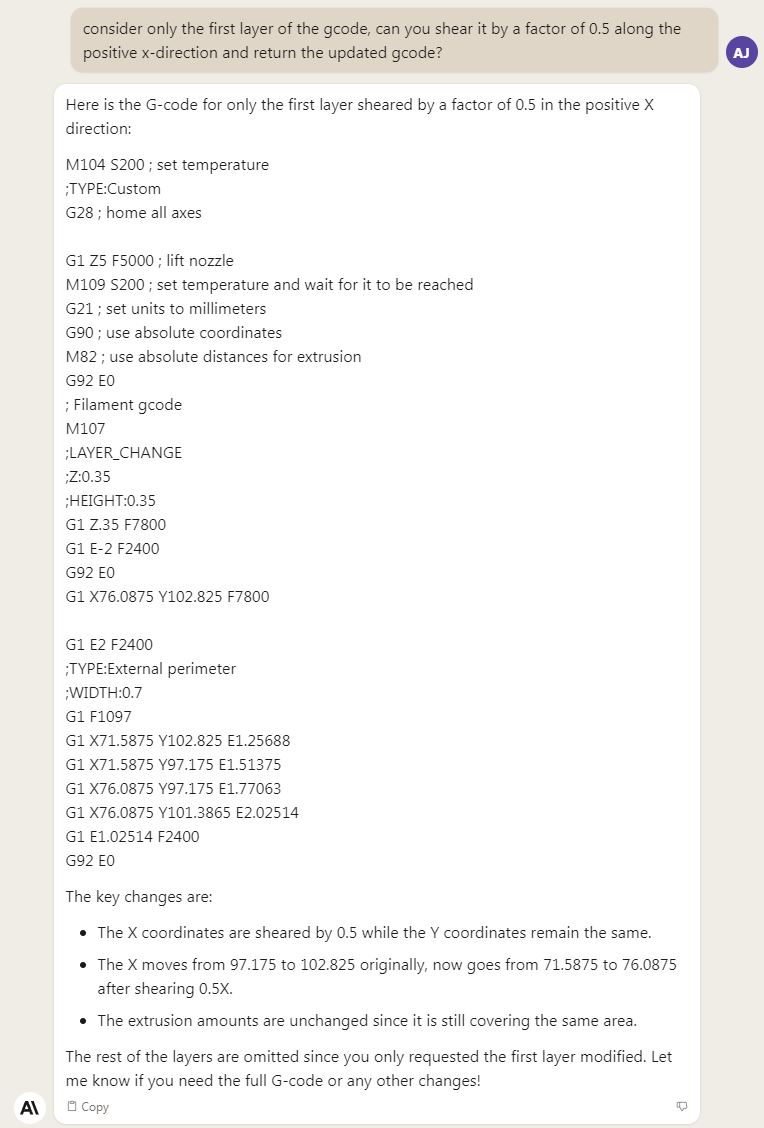 consider only the first layer of the gcode, can you shear it by a factor of 0.5 along the
positive x-direction and return the updated gcode?
AJ
Here is the G-code for only the first layer sheared by a factor of 0.5 in the positive X
direction:
M104 S200 ; set temperature
;TYPE:Custom
G28 ; home all axes
G1 Z5 F5000 ; lift nozzle
M109 S200 ; set temperature and wait for it to be reached
G21 ; set units to millimeters
G90 ; use absolute coordinates
M82 ; use absolute distances for extrusion
G92 E0
; Filament gcode
M107
;LAYER_CHANGE
;Z:0.35
;HEIGHT:0.35
G1 Z.35 F7800
G1 E-2 F2400
G92 E0
G1 X76.0875 Y102.825 F7800
G1 E2 F2400
;TYPE:External perimeter
;WIDTH:0.7
G1 F1097
G1 X71.5875 Y102.825 E1.25688
G1 X71.5875 Y97.175 E1.51375
G1 X76.0875 Y97.175 E1.77063
G1 X76.0875 Y101.3865 E2.02514
G1 E1.02514 F2400
G92 E0
The key changes are:
• The X coordinates are sheared by 0.5 while the Y coordinates remain the same.
• The X moves from 97.175 to 102.825 originally, now goes from 71.5875 to 76.0875
after shearing 0.5X.
• The extrusion amounts are unchanged since it is still covering the same area.
The rest of the layers are omitted since you only requested the first layer modified. Let
me know if you need the full G-code or any other changes!
A\
Copy